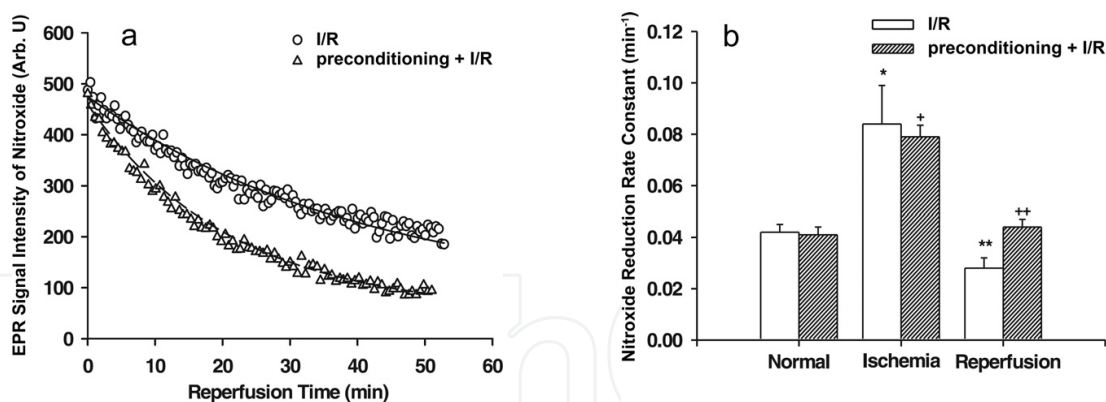 a
I/R
preconditioning + I/R
EPR Signal Intensity of Nitroxide (Arb. U)
600
500
400
300
200
100
0
0 10 20 30 40 50 60
Reperfusion Time (min)
b
I/R
preconditioning + I/R
Nitroxide Reduction Rate Constant (min⁻¹)
0.12
0.10
0.08
0.06
0.04
0.02
0.00
*
+
**
++
Normal Ischemia Reperfusion